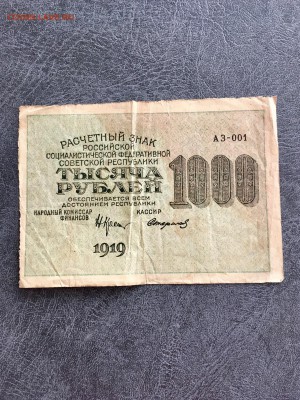 РАСЧЕТНЫЙ ЗНАК
РОССИЙСКОЙ
СОЦИАЛИСТИЧЕСКОЙ ФЕДЕРАТИВНОЙ
СОВЕТСКОЙ РЕСПУБЛИКИ
АЗ-001
ТЫСЯЧА
РУБЛЕЙ
1000
ОБЕСПЕЧИВАЕТСЯ ВСЕМ
ДОСТОЯНИЕМ РЕСПУБЛИКИ
НАРОДНЫЙ КОМИССАР
ФИНАНСОВ
КАССИР
1919